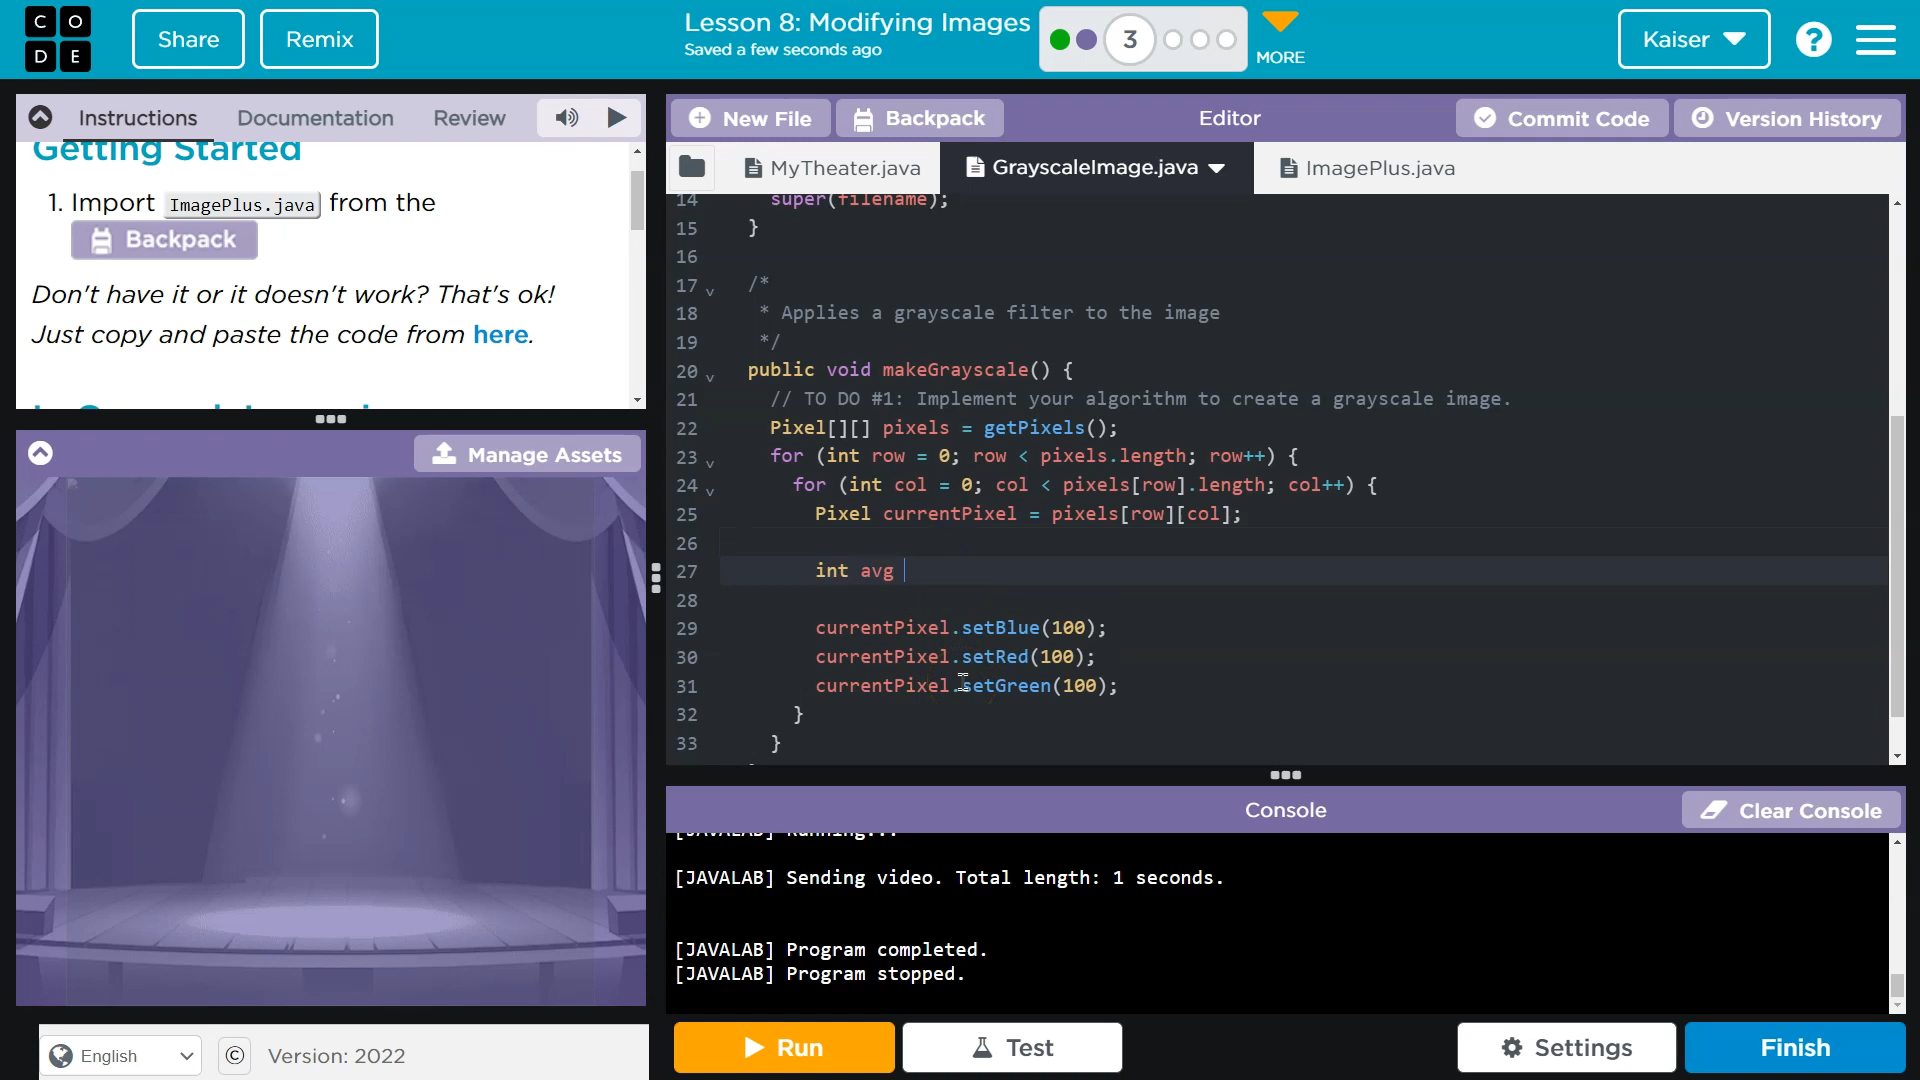 C O
D E
Share
Remix
Lesson 8: Modifying Images
Saved a few seconds ago
3
MORE
Kaiser
?
Instructions
Documentation
Review
Getting Started
1. Import ImagePlus.java from the
Backpack
Don't have it or it doesn't work? That's ok!
Just copy and paste the code from here.
Manage Assets
English
©
Version: 2022
New File
Backpack
Editor
Commit Code
Version History
MyTheater.java
GrayscaleImage.java
ImagePlus.java
14 super(filename);
15 }
16
17 /*
18 * Applies a grayscale filter to the image
19 */
20 public void makeGrayscale() {
21 // TO DO #1: Implement your algorithm to create a grayscale image.
22 Pixel[][] pixels = getPixels();
23 for (int row = 0; row < pixels.length; row++) {
24 for (int col = 0; col < pixels[row].length; col++) {
25 Pixel currentPixel = pixels[row][col];
26
27 int avg
28
29 currentPixel.setBlue(100);
30 currentPixel.setRed(100);
31 currentPixel.setGreen(100);
32 }
33 }
Console
Clear Console
[JAVALAB] Running...
[JAVALAB] Sending video. Total length: 1 seconds.
[JAVALAB] Program completed.
[JAVALAB] Program stopped.
Run
Test
Settings
Finish